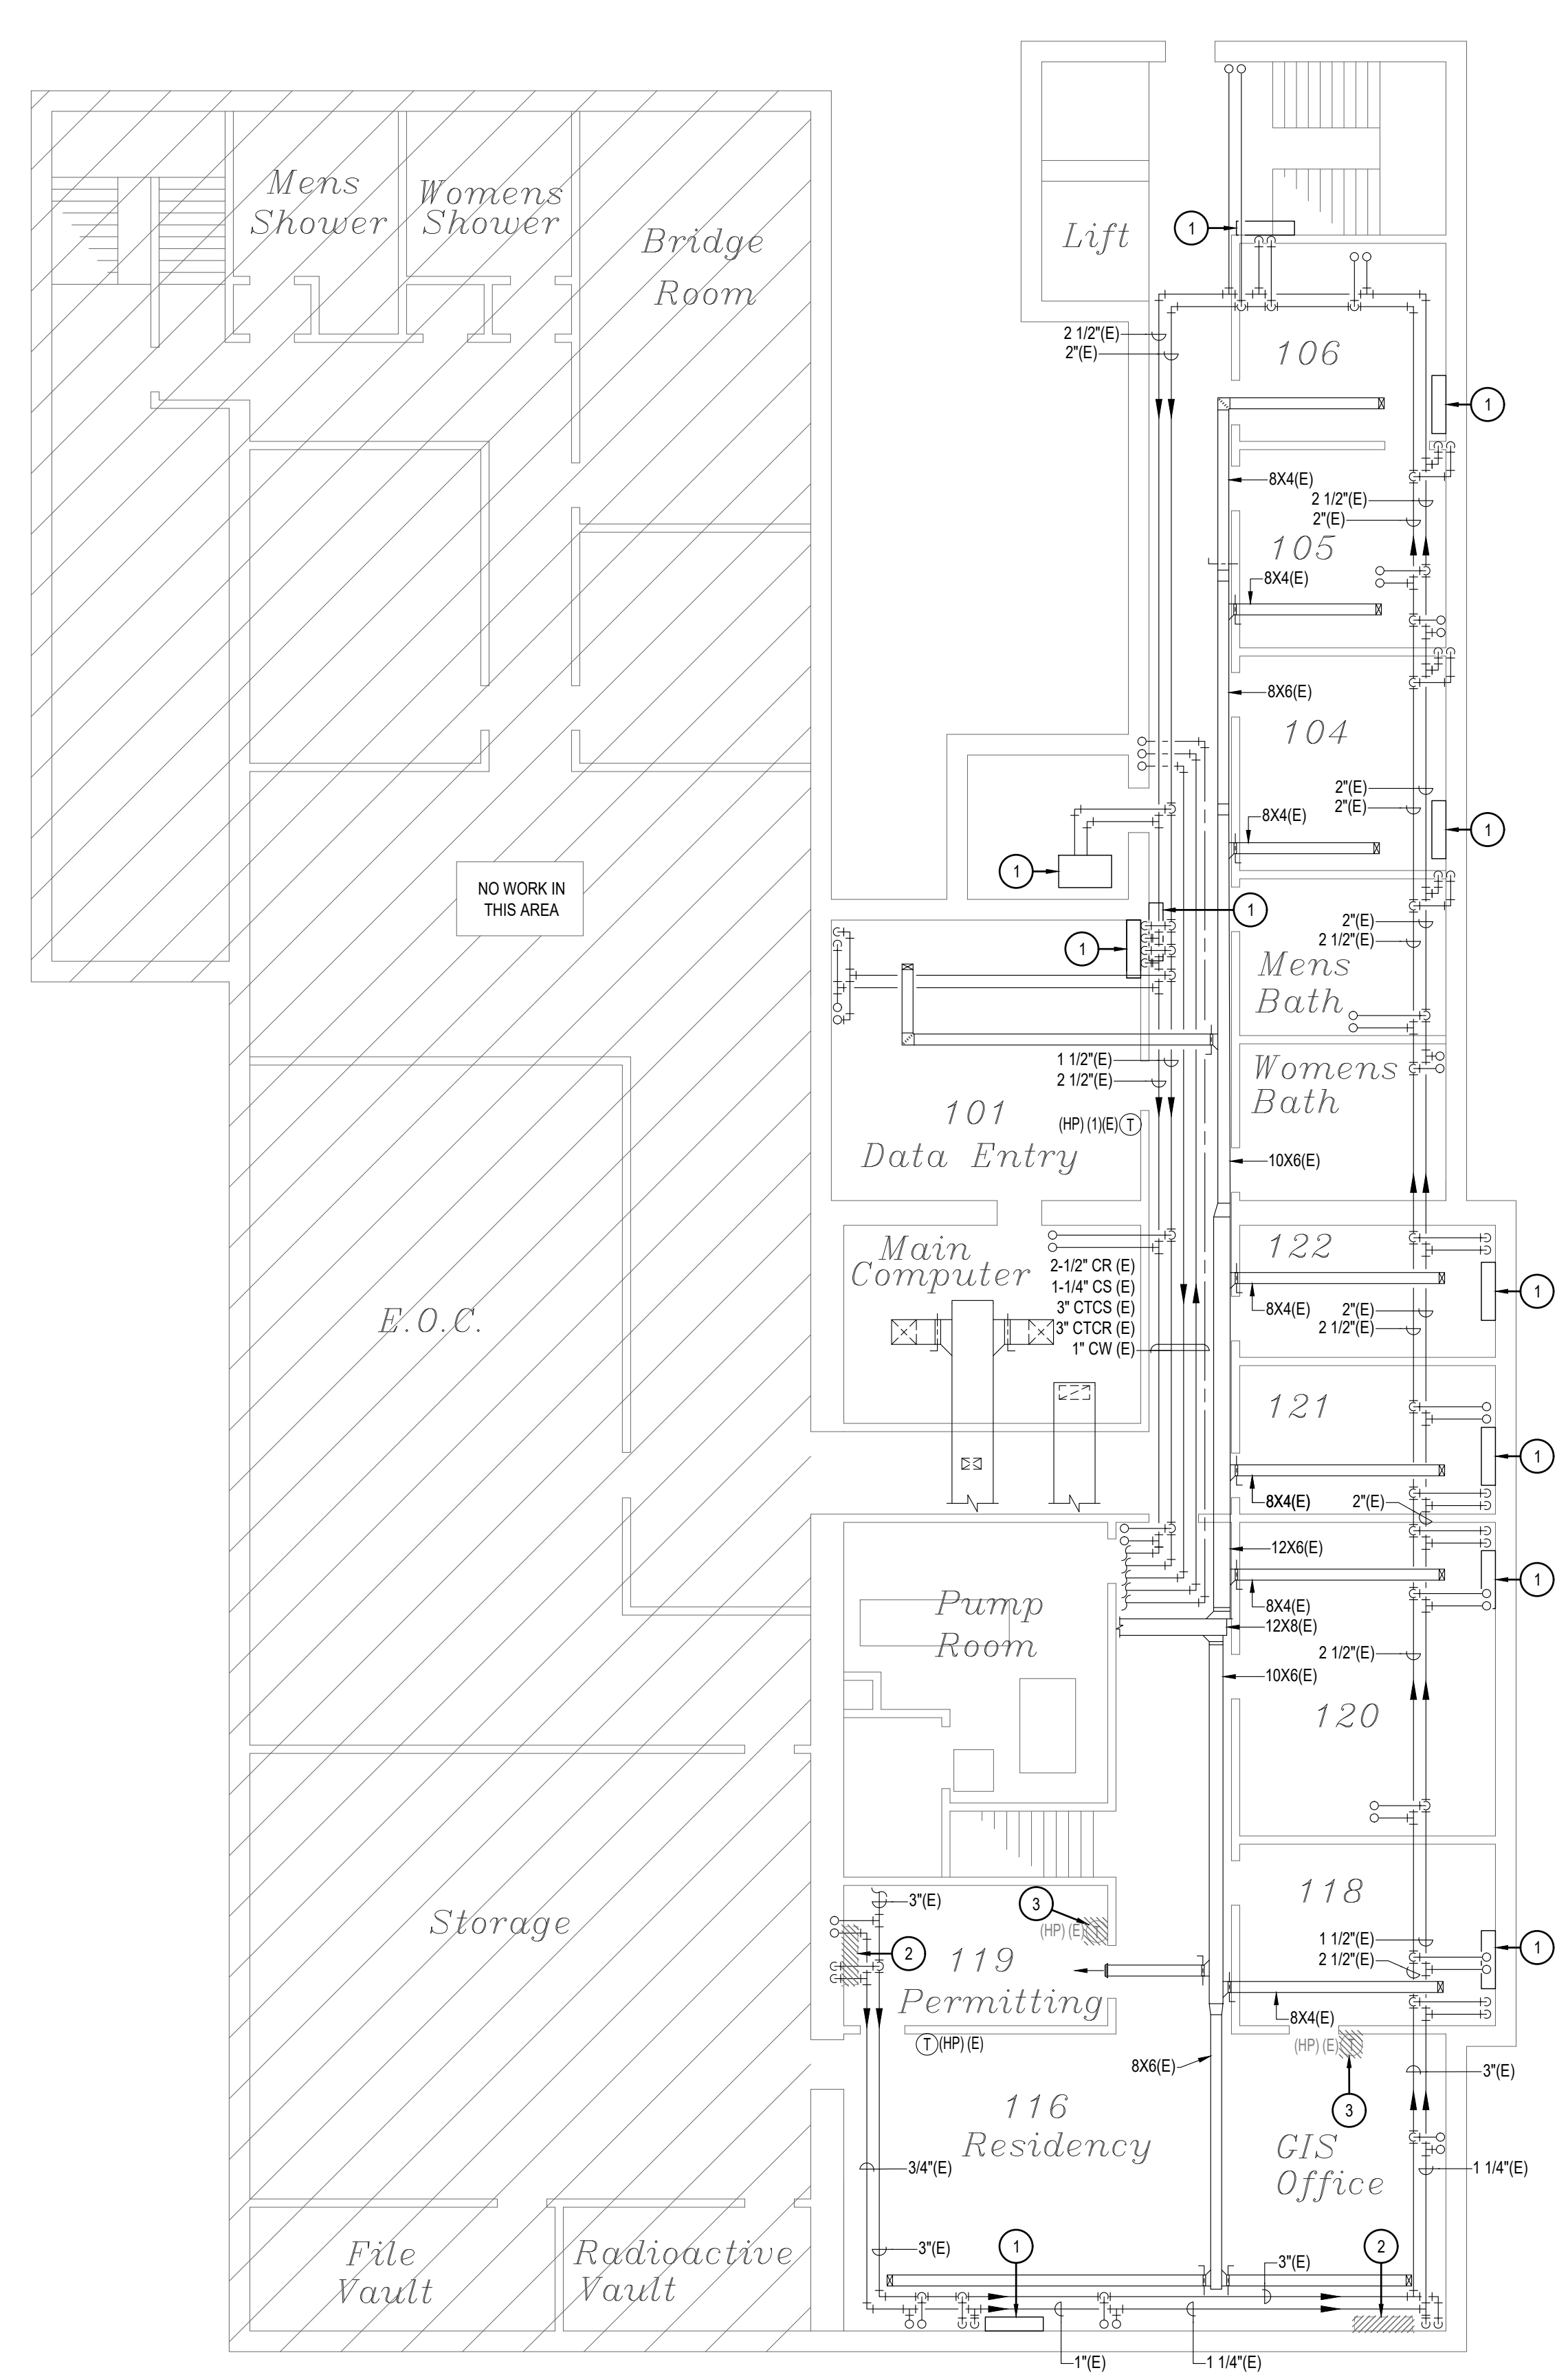 Mens
Shower
Womens
Shower
Bridge
Room
Lift
1
2 1/2"(E)
2"(E)
106
1
8X4(E)
2 1/2"(E)
2"(E)
105
8X4(E)
8X6(E)
104
2"(E)
2"(E)
8X4(E)
1
1
NO WORK IN
THIS AREA
1
1
2"(E)
2 1/2"(E)
Mens
Bath
1 1/2"(E)
2 1/2"(E)
Womens
Bath
101
Data Entry
(HP) (1)(E) T
10X6(E)
Main
Computer
122
2-1/2" CR (E)
1-1/4" CS (E)
3" CTCS (E)
3" CTCR (E)
1" CW (E)
8X4(E)
2"(E)
2 1/2"(E)
1
E.O.C.
121
1
8X4(E)
2"(E)
12X6(E)
1
Pump
Room
8X4(E)
12X8(E)
2 1/2"(E)
10X6(E)
120
118
Storage
3"(E)
3
(HP) (E) T
2
119
Permitting
1 1/2"(E)
2 1/2"(E)
1
8X4(E)
T (HP) (E)
(HP) (E) T
8X6(E)
3"(E)
3
116
Residency
GIS
Office
3/4"(E)
1 1/4"(E)
File
Vault
Radioactive
Vault
3"(E)
1
3"(E)
2
1"(E)
1 1/4"(E)